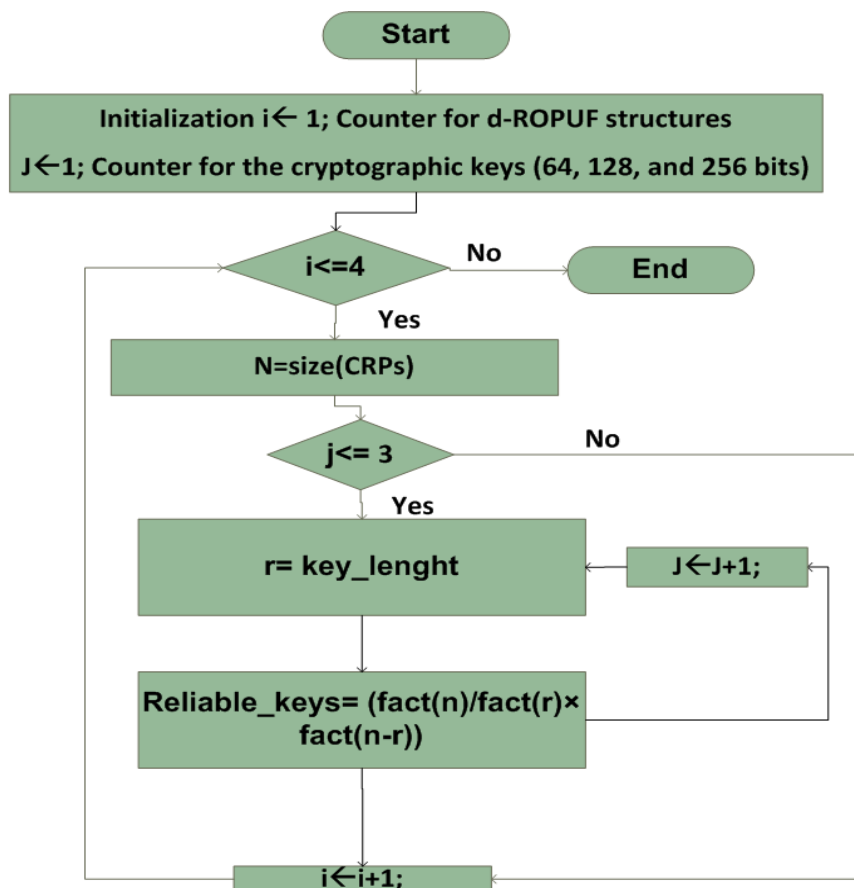 Start
Initialization i← 1; Counter for d-ROPUF structures
J←1; Counter for the cryptographic keys (64, 128, and 256 bits)
i<=4
No
End
Yes
N=size(CRPs)
j<= 3
No
Yes
r= key_lenght
J←J+1;
Reliable_keys= (fact(n)/fact(r)×
fact(n-r))
i←i+1;